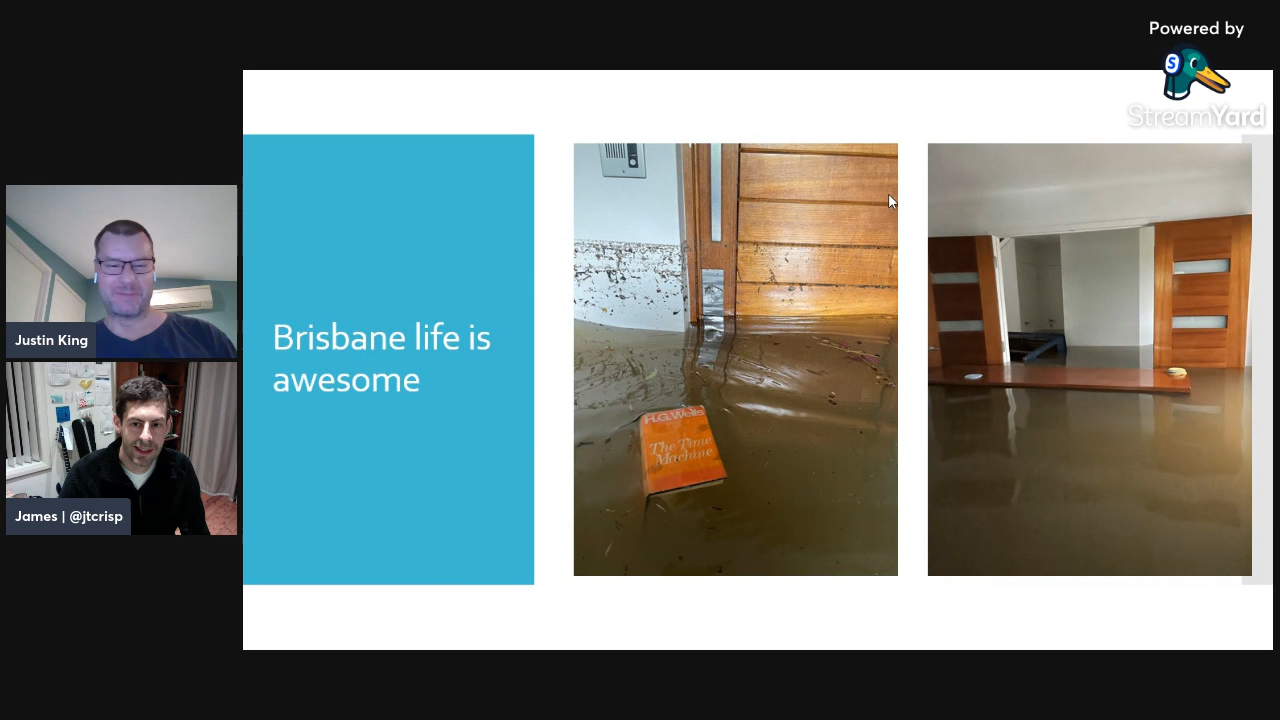 Powered by
S
StreamYard
Justin King
James | @jtcrisp
Brisbane life is
awesome
H.G.Wells
The Time
Machine